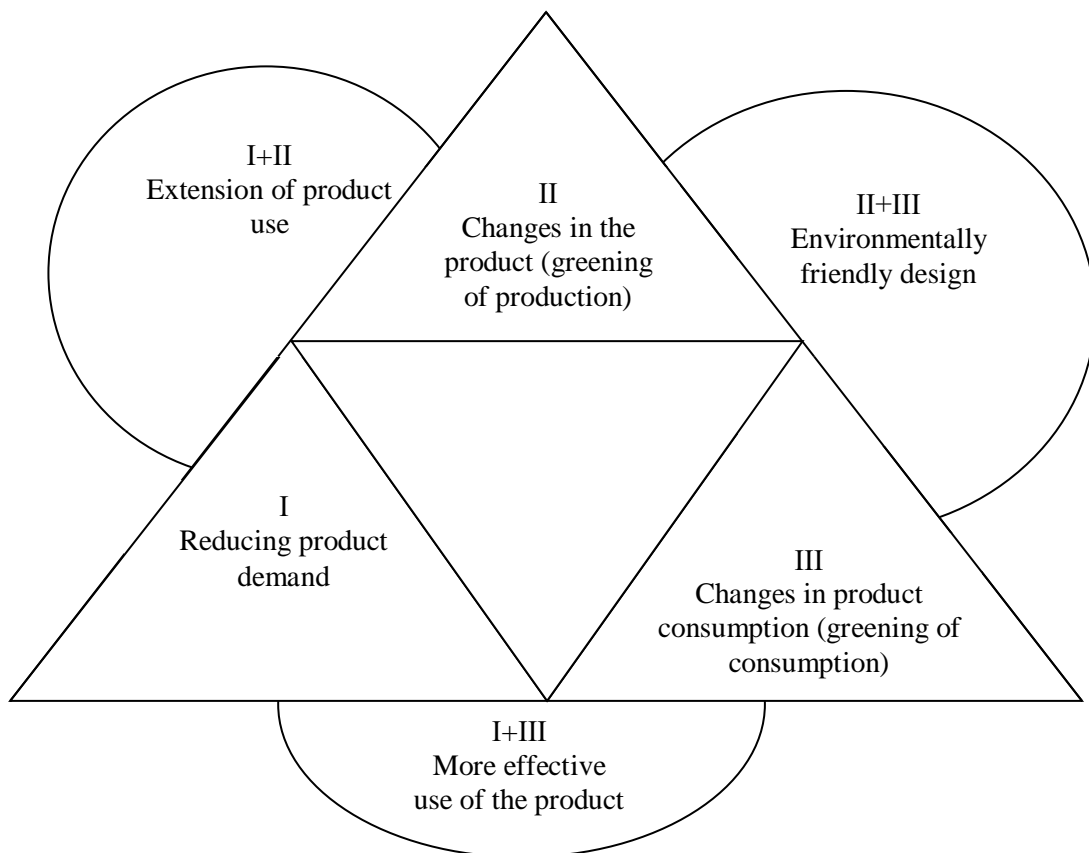 I+II
Extension of product
use
II
Changes in the
product (greening
of production)
II+III
Environmentally
friendly design
I
Reducing product
demand
III
Changes in product
consumption (greening of
consumption)
I+III
More effective
use of the product